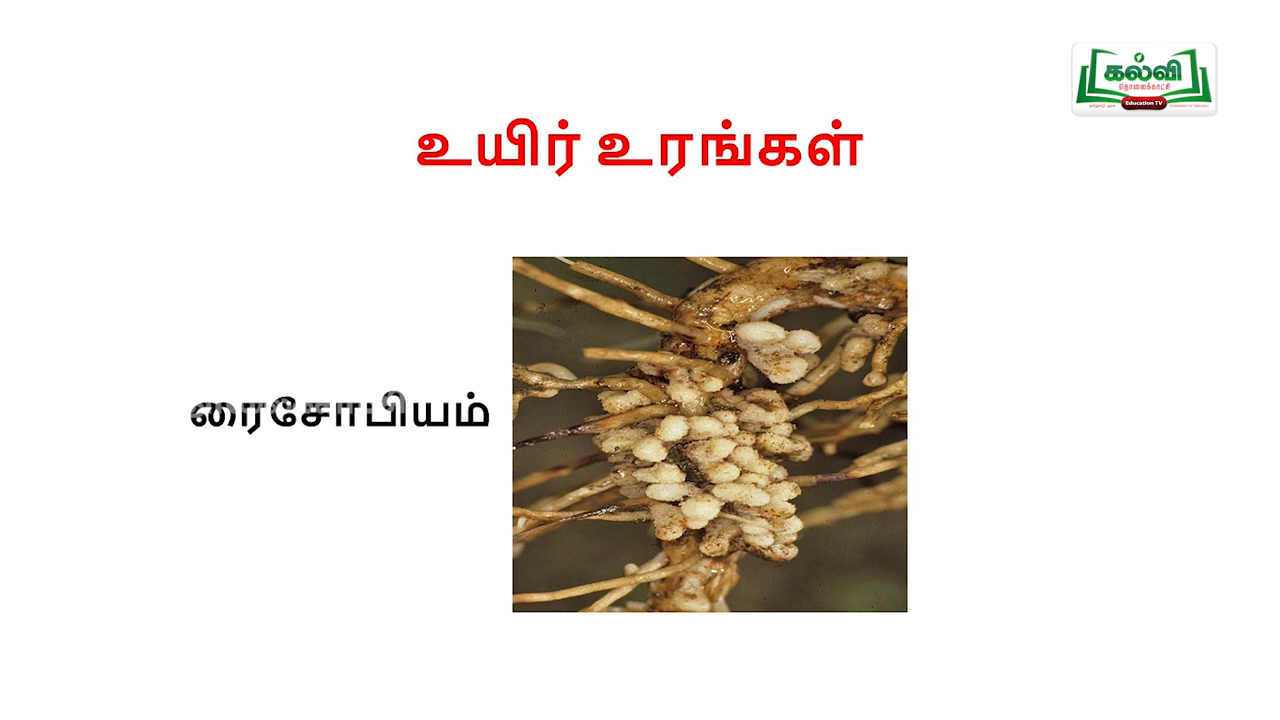 கல்வி
தொலைக்காட்சி
Education TV
உயிர் உரங்கள்
ரைசோபியம்